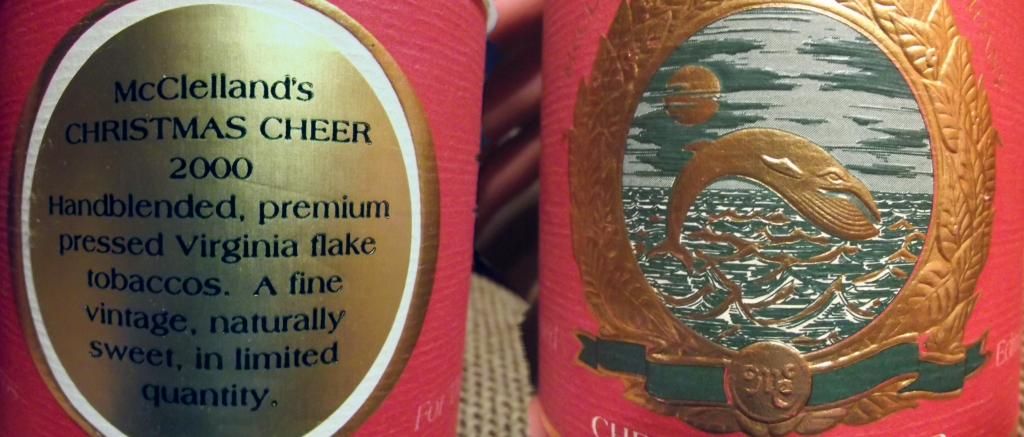 McClelland's
CHRISTMAS CHEER
2000
Handblended, premium
pressed Virginia flake
tobaccos. A fine
vintage, naturally
sweet, in limited
quantity.